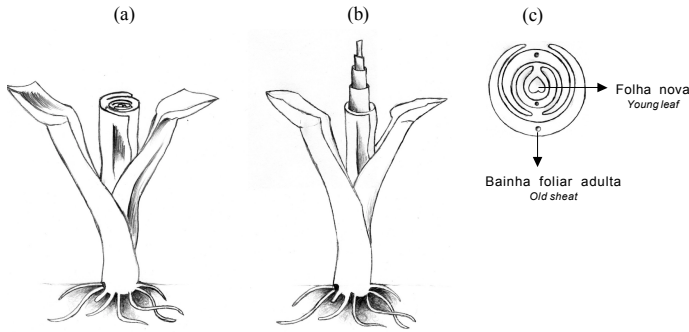 (a) (b) (c)
Folha nova
Young leaf
Bainha foliar adulta
Old sheat